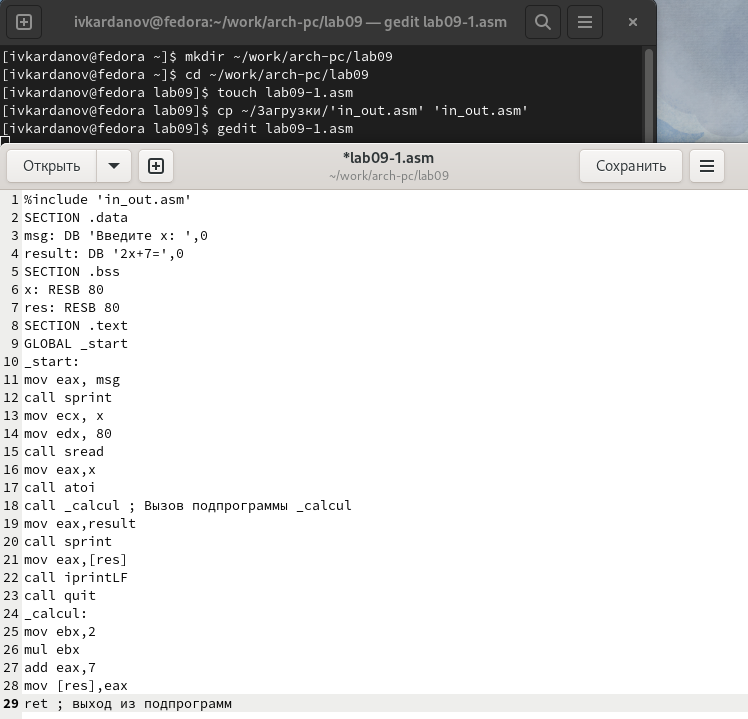 ivkardanov@fedora:~/work/arch-pc/lab09 — gedit lab09-1.asm
[ivkardanov@fedora ~]$ mkdir ~/work/arch-pc/lab09
[ivkardanov@fedora ~]$ cd ~/work/arch-pc/lab09
[ivkardanov@fedora lab09]$ touch lab09-1.asm
[ivkardanov@fedora lab09]$ cp ~/Загрузки/'in_out.asm' 'in_out.asm'
[ivkardanov@fedora lab09]$ gedit lab09-1.asm
Открыть
*lab09-1.asm
~/work/arch-pc/lab09
Сохранить
1 %include 'in_out.asm'
2 SECTION .data
3 msg: DB 'Введите x: ',0
4 result: DB '2x+7=',0
5 SECTION .bss
6 x: RESB 80
7 res: RESB 80
8 SECTION .text
9 GLOBAL _start
10 _start:
11 mov eax, msg
12 call sprint
13 mov ecx, x
14 mov edx, 80
15 call sread
16 mov eax,x
17 call atoi
18 call _calcul ; Вызов подпрограммы _calcul
19 mov eax,result
20 call sprint
21 mov eax,[res]
22 call iprintLF
23 call quit
24 _calcul:
25 mov ebx,2
26 mul ebx
27 add eax,7
28 mov [res],eax
29 ret ; выход из подпрограмм